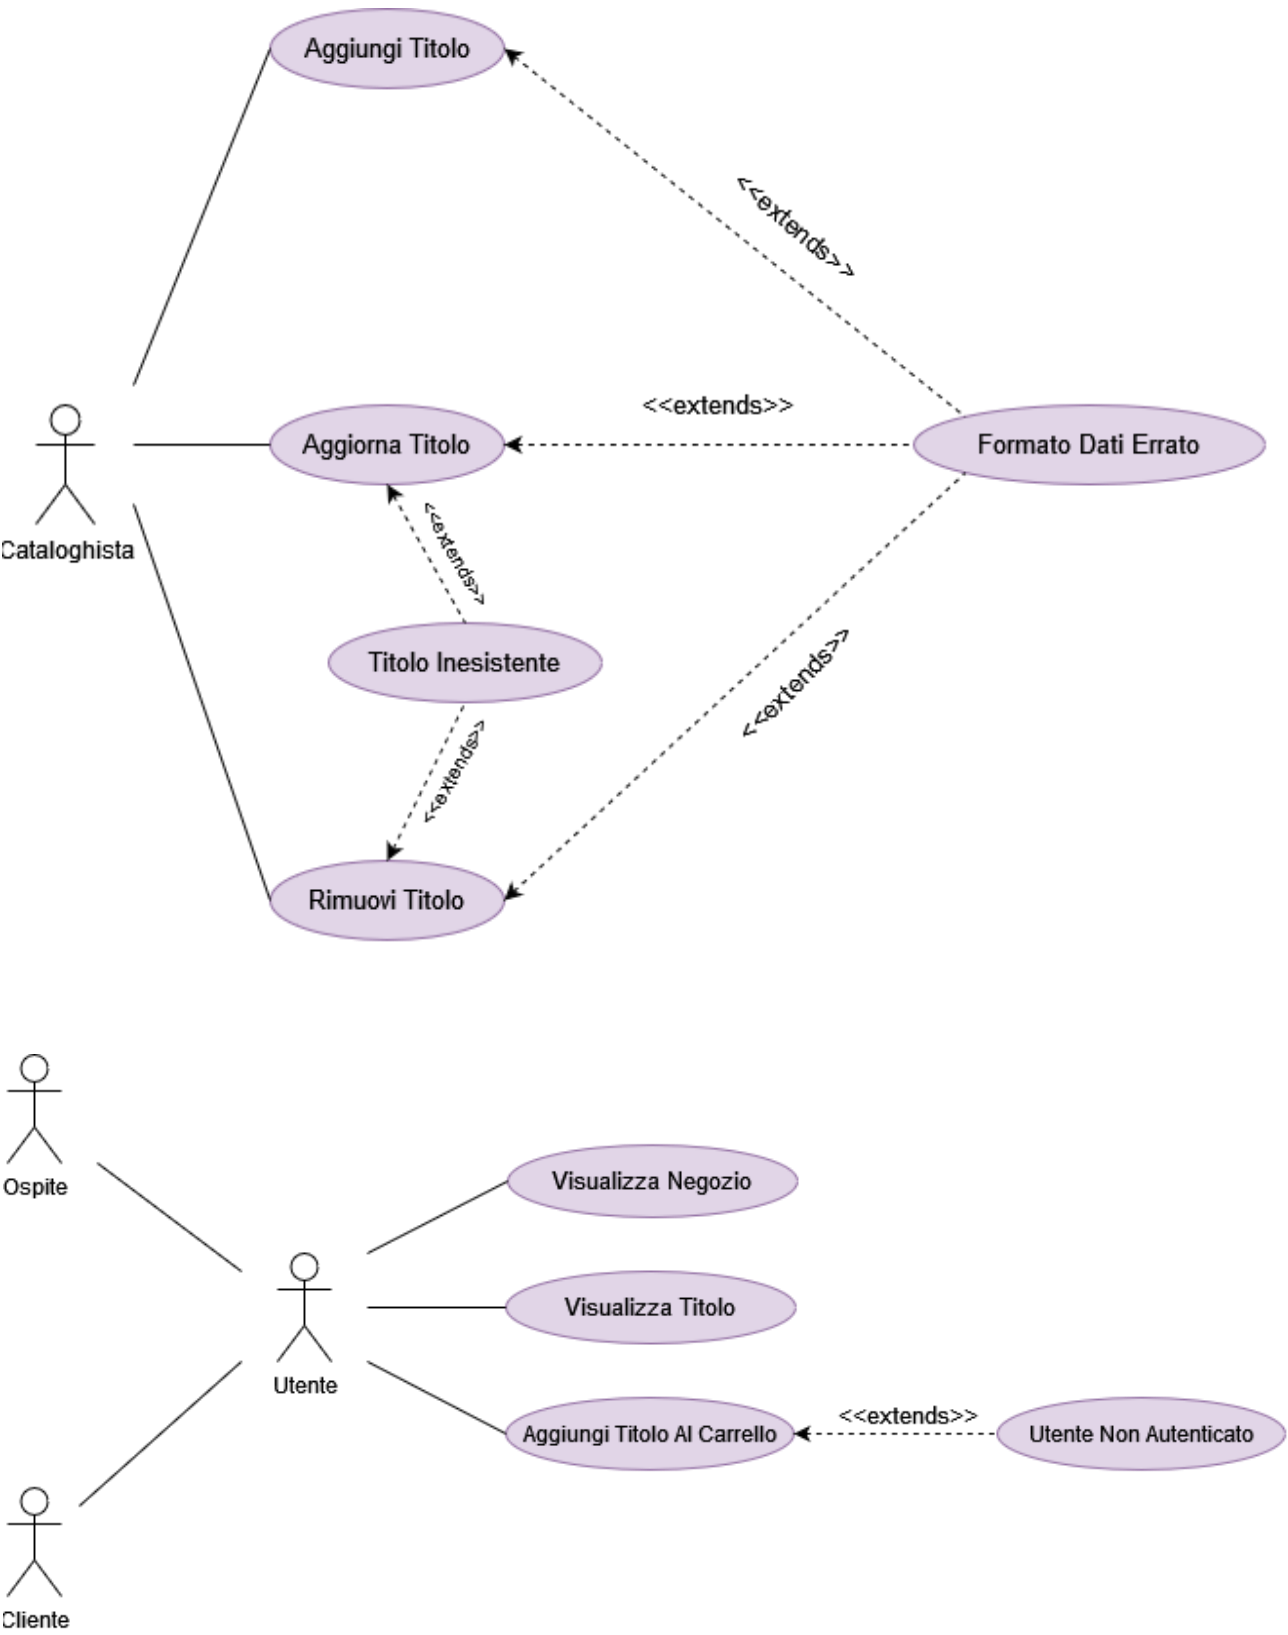 Aggiungi Titolo
<<extends>>
<<extends>>
Aggiorna Titolo
Formato Dati Errato
Cataloghista
<<extends>>
Titolo Inesistente
<<extends>>
<<extends>>
Rimuovi Titolo
Ospite
Visualizza Negozio
Visualizza Titolo
Utente
<<extends>>
Aggiungi Titolo Al Carrello
Utente Non Autenticato
Cliente